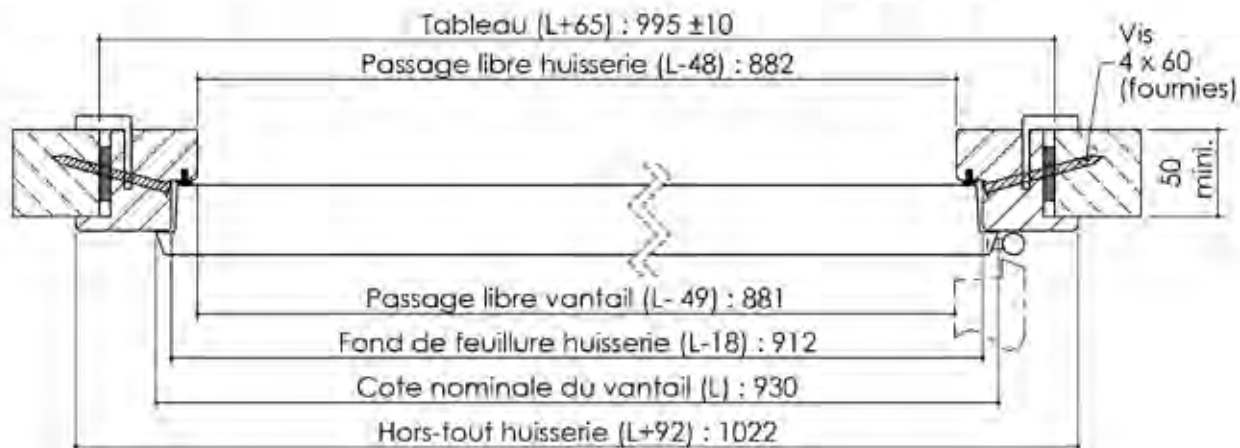 Tableau (L+65) : 995 ±10
Passage libre huisserie (L-48) : 882
Vis
4 x 60
(fournies)
50
mini.
Passage libre vantail (L- 49) : 881
Fond de feuillure huisserie (L-18) : 912
Cote nominale du vantail (L) : 930
Hors-tout huisserie (L+92) : 1022